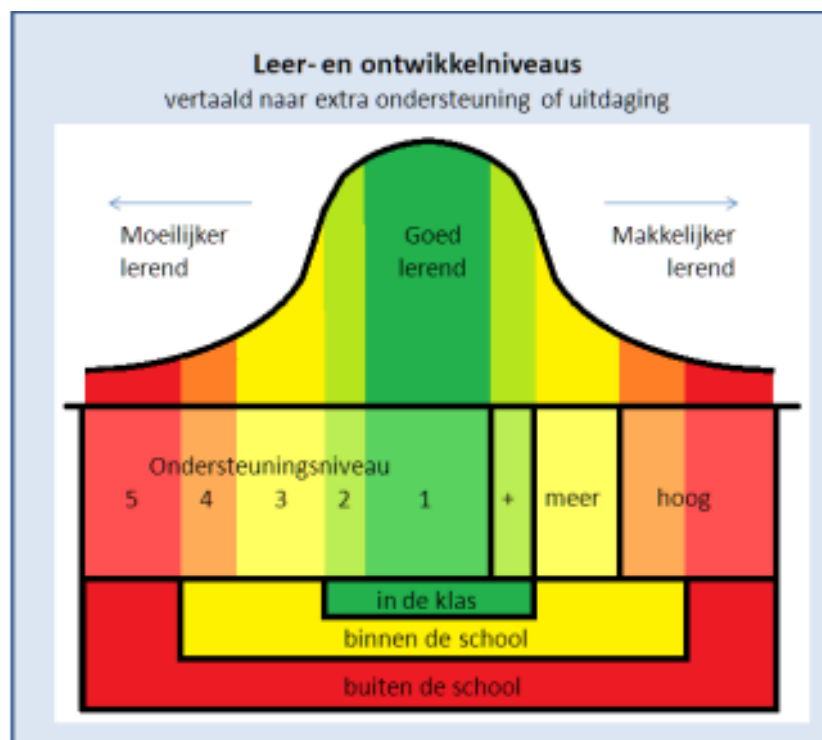 Leer- en ontwikkelniveaus
vertaald naar extra ondersteuning of uitdaging
Moeilijker
lerend
Goed
lerend
Makkelijker
lerend
Ondersteuningsniveau
5 4 3 2 1 + meer hoog
in de klas
binnen de school
buiten de school